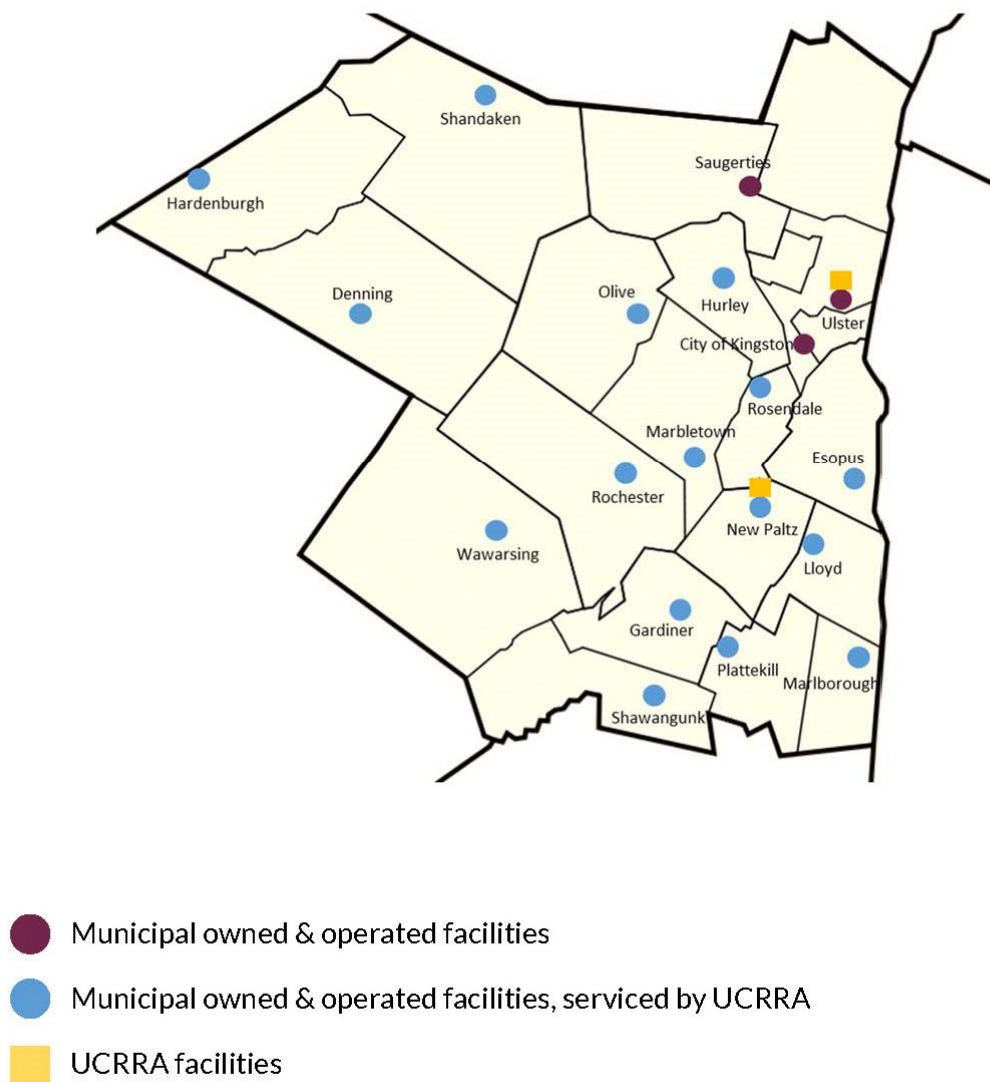 Shandaken
Saugerties
Hardenburgh
Denning
Olive
Hurley
Ulster
City of Kingston
Rosendale
Marbletown
Esopus
Rochester
New Paltz
Wawarsing
Lloyd
Gardiner
Plattekill
Marlborough
Shawangunk
Municipal owned & operated facilities
Municipal owned & operated facilities, serviced by UCRRA
UCRRA facilities